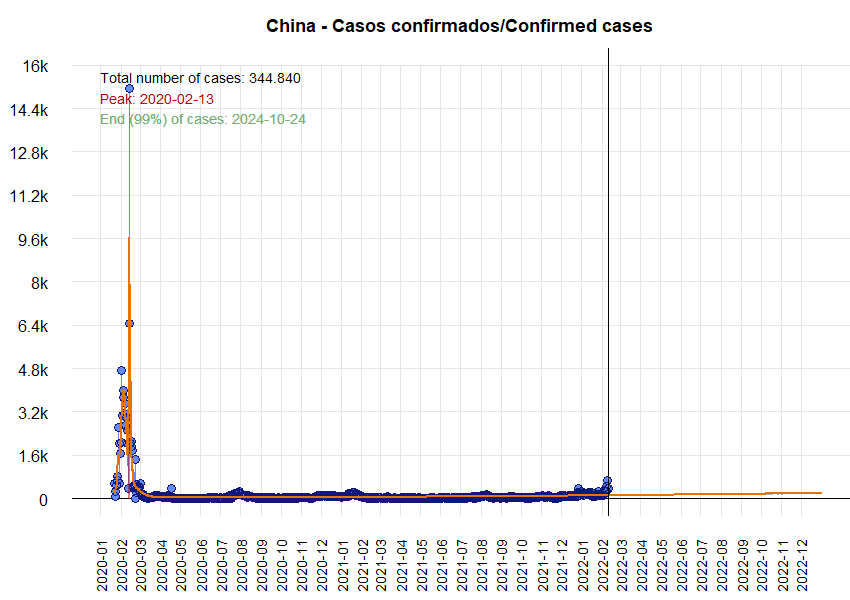 China - Casos confirmados/Confirmed cases
16k
14.4k
12.8k
11.2k
9.6k
8k
6.4k
4.8k
3.2k
1.6k
0
Total number of cases: 344.840
Peak: 2020-02-13
End (99%) of cases: 2024-10-24
2020-01
2020-02
2020-03
2020-04
2020-05
2020-06
2020-07
2020-08
2020-09
2020-10
2020-11
2020-12
2021-01
2021-02
2021-03
2021-04
2021-05
2021-06
2021-07
2021-08
2021-09
2021-10
2021-11
2021-12
2022-01
2022-02
2022-03
2022-04
2022-05
2022-06
2022-07
2022-08
2022-09
2022-10
2022-11
2022-12